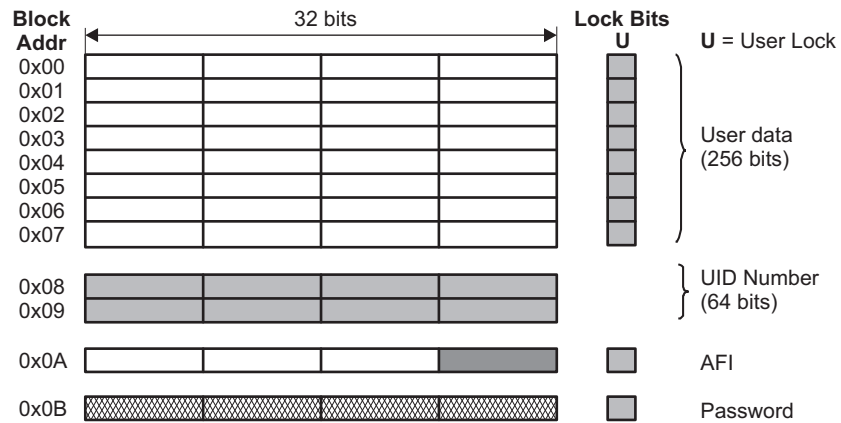 Block
Addr
32 bits
Lock Bits
U
U = User Lock
0x00
0x01
0x02
0x03
0x04
0x05
0x06
0x07
User data
(256 bits)
0x08
0x09
UID Number
(64 bits)
0x0A
AFI
0x0B
Password